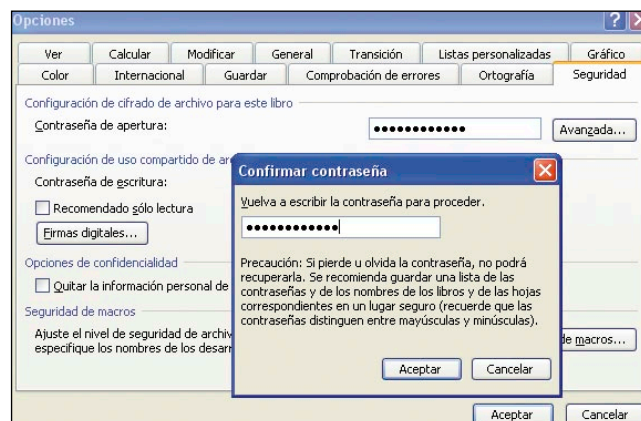 Opciones
Ver Calcular Modificar General Transición Listas personalizadas Gráfico
Color Internacional Guardar Comprobación de errores Ortografía Seguridad
Configuración de cifrado de archivo para este libro
Contraseña de apertura: ●●●●●●●●●●●● Avanzada...
Configuración de uso compartido de
Contraseña de escritura:
Recomendado sólo lectura
Firmas digitales...
Opciones de confidencialidad
Quitar la información personal de
Seguridad de macros
Ajuste el nivel de seguridad de
especifique los nombres de los
de macros...
Confirmar contraseña
Vuelva a escribir la contraseña para proceder.
●●●●●●●●●●●●
Precaución: Si pierde u olvida la contraseña, no podrá
recuperarla. Se recomienda guardar una lista de las
contraseñas y de los nombres de los libros y de las hojas
correspondientes en un lugar seguro (recuerde que las
contraseñas distinguen entre mayúsculas y minúsculas).
Aceptar Cancelar
Aceptar Cancelar